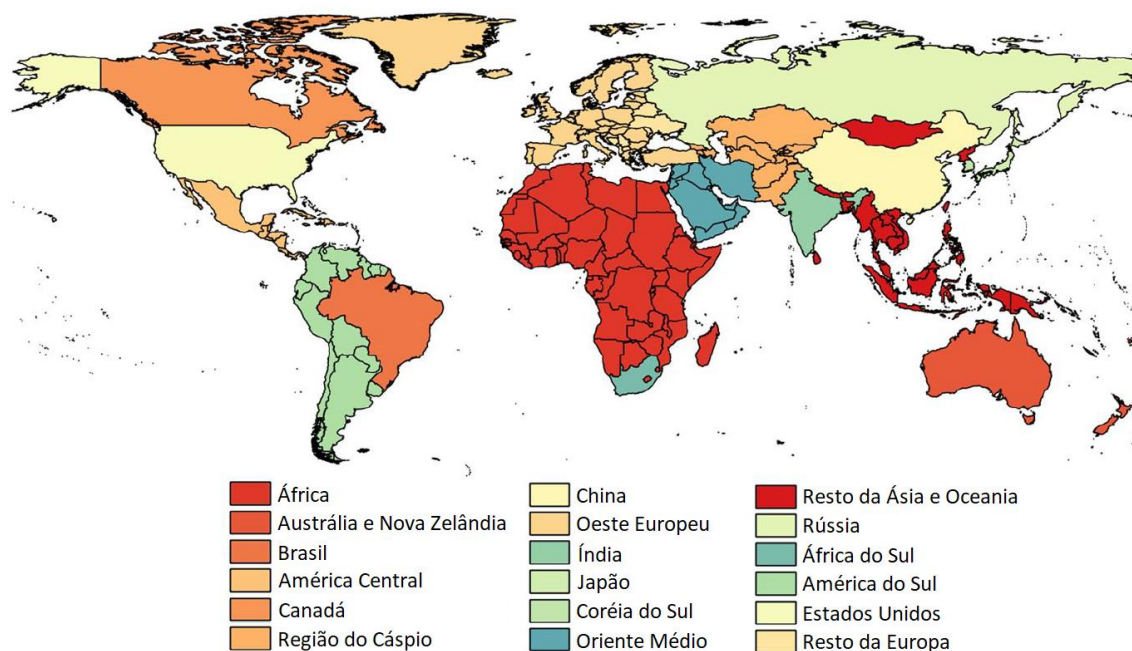 África
Austrália e Nova Zelândia
Brasil
América Central
Canadá
Região do Cáspio
China
Oeste Europeu
Índia
Japão
Coréia do Sul
Oriente Médio
Resto da Ásia e Oceania
Rússia
África do Sul
América do Sul
Estados Unidos
Resto da Europa